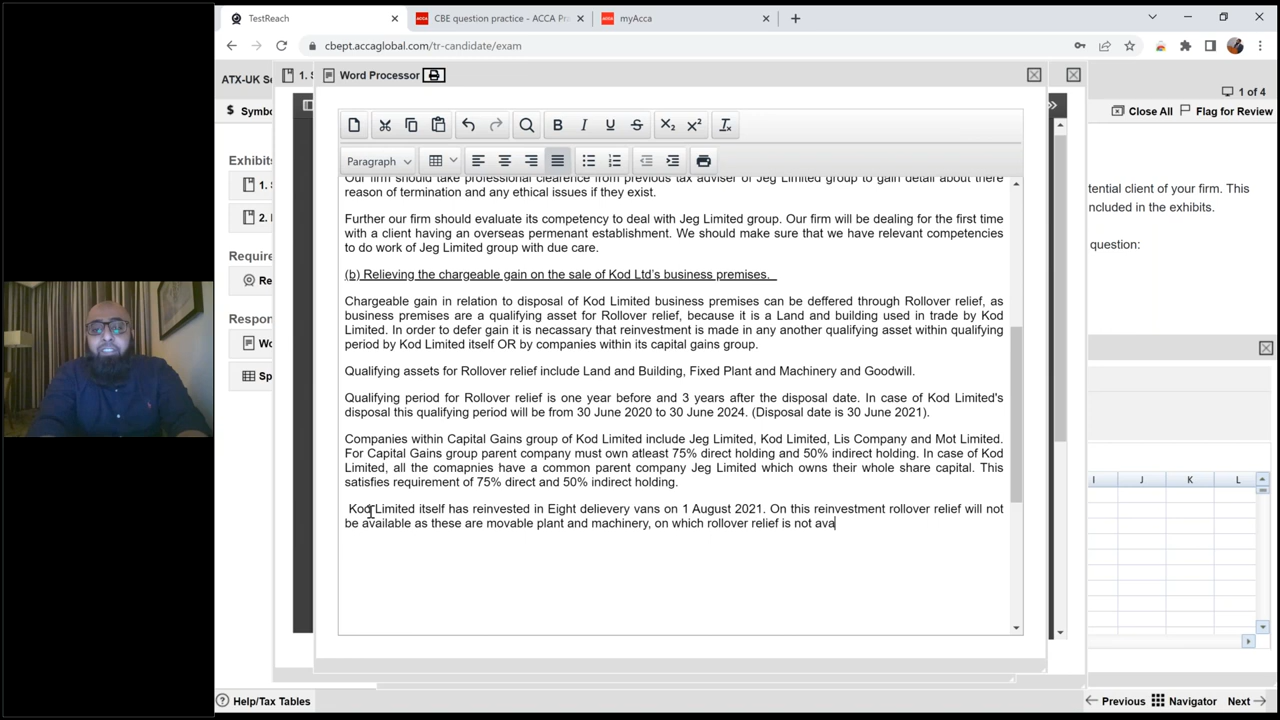 TestReach
CBE question practice - ACCA Pr
myAcca
cbept.accaglobal.com/tr-candidate/exam
ATX-UK Se
1. S
Word Processor
1 of 4
$ Symbo
Close All
Flag for Review
Exhibits
1. S
2.
Require
Re
Respon
Wo
Sp
Paragraph
tential client of your firm. This
ncluded in the exhibits.
question:
Our firm should take professional clearence from previous tax adviser of Jeg Limited group to gain detail about there
reason of termination and any ethical issues if they exist.
Further our firm should evaluate its competency to deal with Jeg Limited group. Our firm will be dealing for the first time
with a client having an overseas permenant establishment. We should make sure that we have relevant competencies
to do work of Jeg Limited group with due care.
(b) Relieving the chargeable gain on the sale of Kod Ltd's business premises.
Chargeable gain in relation to disposal of Kod Limited business premises can be deffered through Rollover relief, as
business premises are a qualifying asset for Rollover relief, because it is a Land and building used in trade by Kod
Limited. In order to defer gain it is necassary that reinvestment is made in any another qualifying asset within qualifying
period by Kod Limited itself OR by companies within its capital gains group.
Qualifying assets for Rollover relief include Land and Building, Fixed Plant and Machinery and Goodwill.
Qualifying period for Rollover relief is one year before and 3 years after the disposal date. In case of Kod Limited's
disposal this qualifying period will be from 30 June 2020 to 30 June 2024. (Disposal date is 30 June 2021).
Companies within Capital Gains group of Kod Limited include Jeg Limited, Kod Limited, Lis Company and Mot Limited.
For Capital Gains group parent company must own atleast 75% direct holding and 50% indirect holding. In case of Kod
Limited, all the comapnies have a common parent company Jeg Limited which owns their whole share capital. This
satisfies requirement of 75% direct and 50% indirect holding.
Kod Limited itself has reinvested in Eight delievery vans on 1 August 2021. On this reinvestment rollover relief will not
be available as these are movable plant and machinery, on which rollover relief is not ava
I J K L
Help/Tax Tables
Previous
Navigator
Next